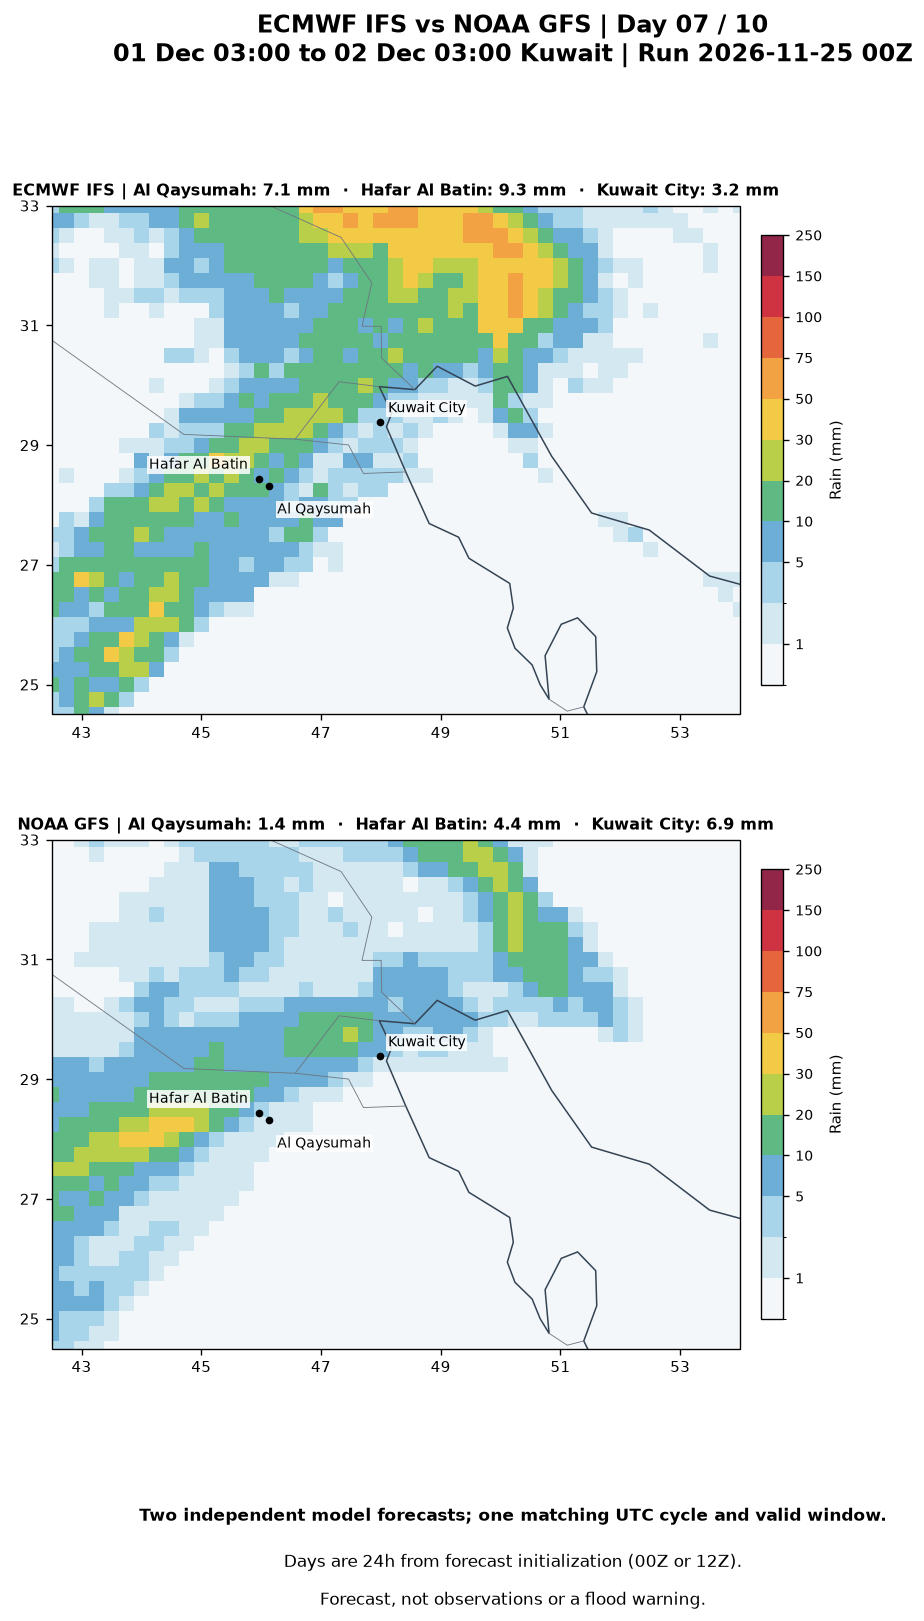 ECMWF IFS vs NOAA GFS | Day 07 / 10
01 Dec 03:00 to 02 Dec 03:00 Kuwait | Run 2026-11-25 00Z
ECMWF IFS | Al Qaysumah: 7.1 mm · Hafar Al Batin: 9.3 mm · Kuwait City: 3.2 mm
33
31
29
27
25
43 45 47 49 51 53
Kuwait City
Hafar Al Batin
Al Qaysumah
250
150
100
75
50
30
20
10
5
1
Rain (mm)
NOAA GFS | Al Qaysumah: 1.4 mm · Hafar Al Batin: 4.4 mm · Kuwait City: 6.9 mm
33
31
29
27
25
43 45 47 49 51 53
Kuwait City
Hafar Al Batin
Al Qaysumah
250
150
100
75
50
30
20
10
5
1
Rain (mm)
Two independent model forecasts; one matching UTC cycle and valid window.
Days are 24h from forecast initialization (00Z or 12Z).
Forecast, not observations or a flood warning.